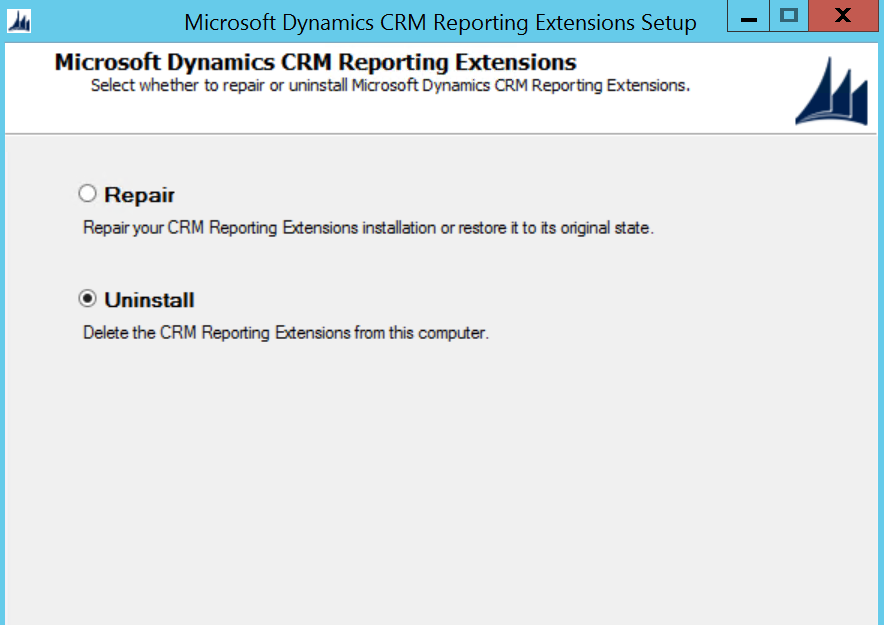 Microsoft Dynamics CRM Reporting Extensions Setup
Microsoft Dynamics CRM Reporting Extensions
Select whether to repair or uninstall Microsoft Dynamics CRM Reporting Extensions.
Repair
Repair your CRM Reporting Extensions installation or restore it to its original state.
Uninstall
Delete the CRM Reporting Extensions from this computer.